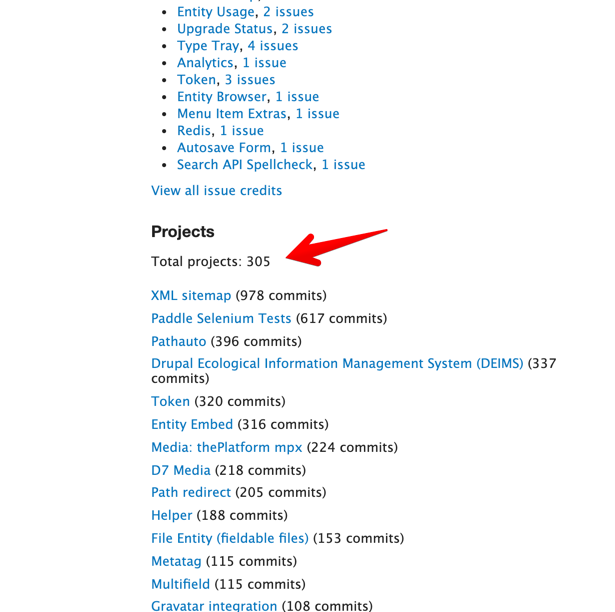 Entity Usage, 2 issues
Upgrade Status, 2 issues
Type Tray, 4 issues
Analytics, 1 issue
Token, 3 issues
Entity Browser, 1 issue
Menu Item Extras, 1 issue
Redis, 1 issue
Autosave Form, 1 issue
Search API Spellcheck, 1 issue
View all issue credits
Projects
Total projects: 305
XML sitemap (978 commits)
Paddle Selenium Tests (617 commits)
Pathauto (396 commits)
Drupal Ecological Information Management System (DEIMS) (337
commits)
Token (320 commits)
Entity Embed (316 commits)
Media: thePlatform mpx (224 commits)
D7 Media (218 commits)
Path redirect (205 commits)
Helper (188 commits)
File Entity (fieldable files) (153 commits)
Metatag (115 commits)
Multifield (115 commits)
Gravatar integration (108 commits)